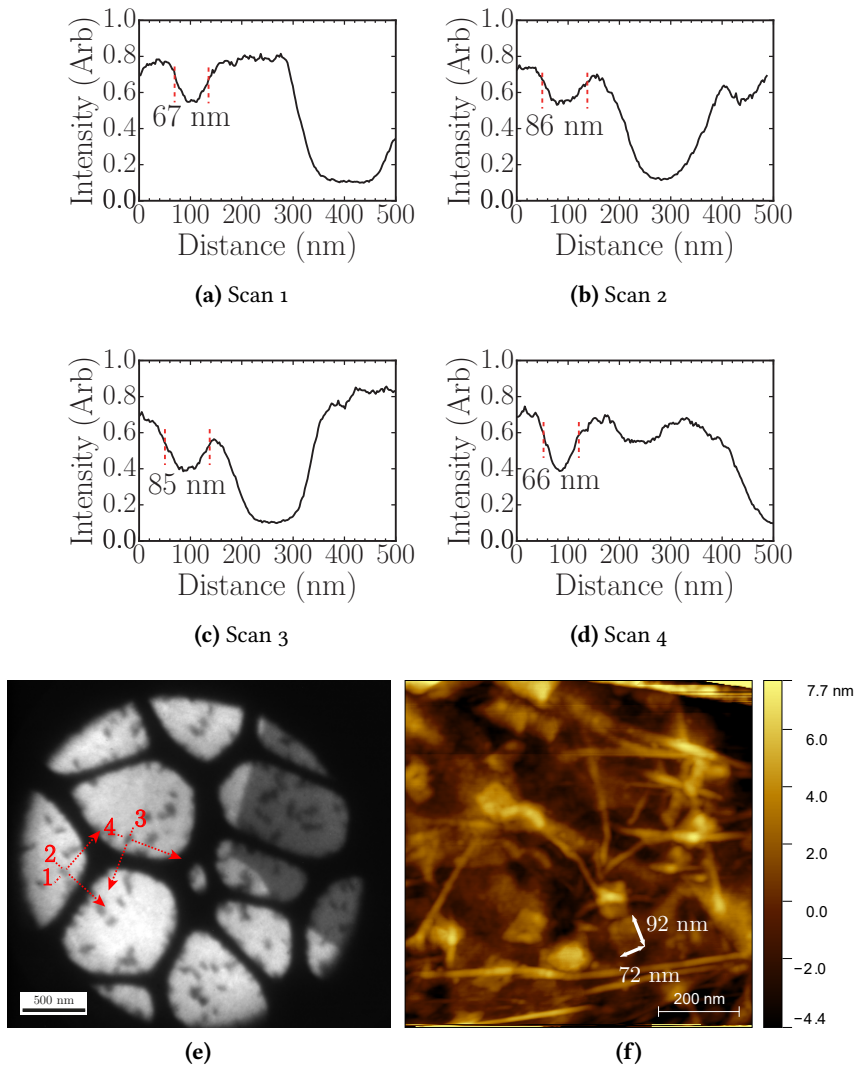 1.0
0.8
0.6
0.4
0.2
0.0
Intensity (Arb)
67 nm
0 100 200 300 400 500
Distance (nm)
(a) Scan 1
1.0
0.8
0.6
0.4
0.2
0.0
Intensity (Arb)
86 nm
0 100 200 300 400 500
Distance (nm)
(b) Scan 2
1.0
0.8
0.6
0.4
0.2
0.0
Intensity (Arb)
85 nm
0 100 200 300 400 500
Distance (nm)
(c) Scan 3
1.0
0.8
0.6
0.4
0.2
0.0
Intensity (Arb)
66 nm
0 100 200 300 400 500
Distance (nm)
(d) Scan 4
4 3
2
1
500 nm
(e)
92 nm
72 nm
200 nm
7.7 nm
6.0
4.0
2.0
0.0
−2.0
−4.4
(f)